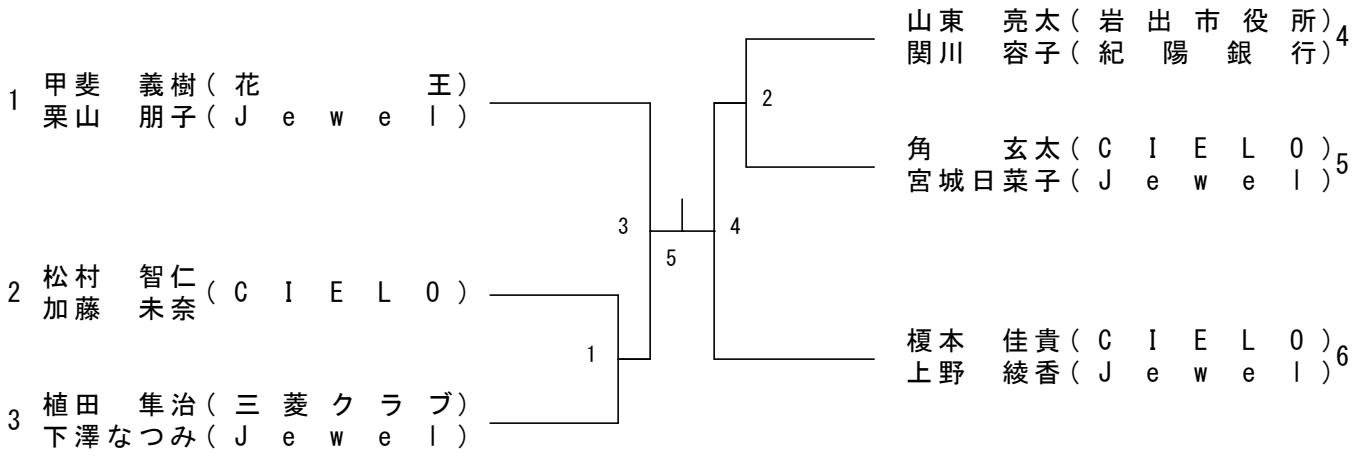 1 甲斐 義樹(花王)
栗山 朋子(Jewel)
2 松村 智仁
加藤 未奈(CIELO)
3 植田 隼治(三菱クラブ)
下澤なつみ(Jewel)
3
1
5
4
2
山東 亮太(岩出市役所)4
関川 容子(紀陽銀行)
角 玄太(CIELO)5
宮城日菜子(Jewel)
榎本 佳貴(CIELO)6
上野 綾香(Jewel)